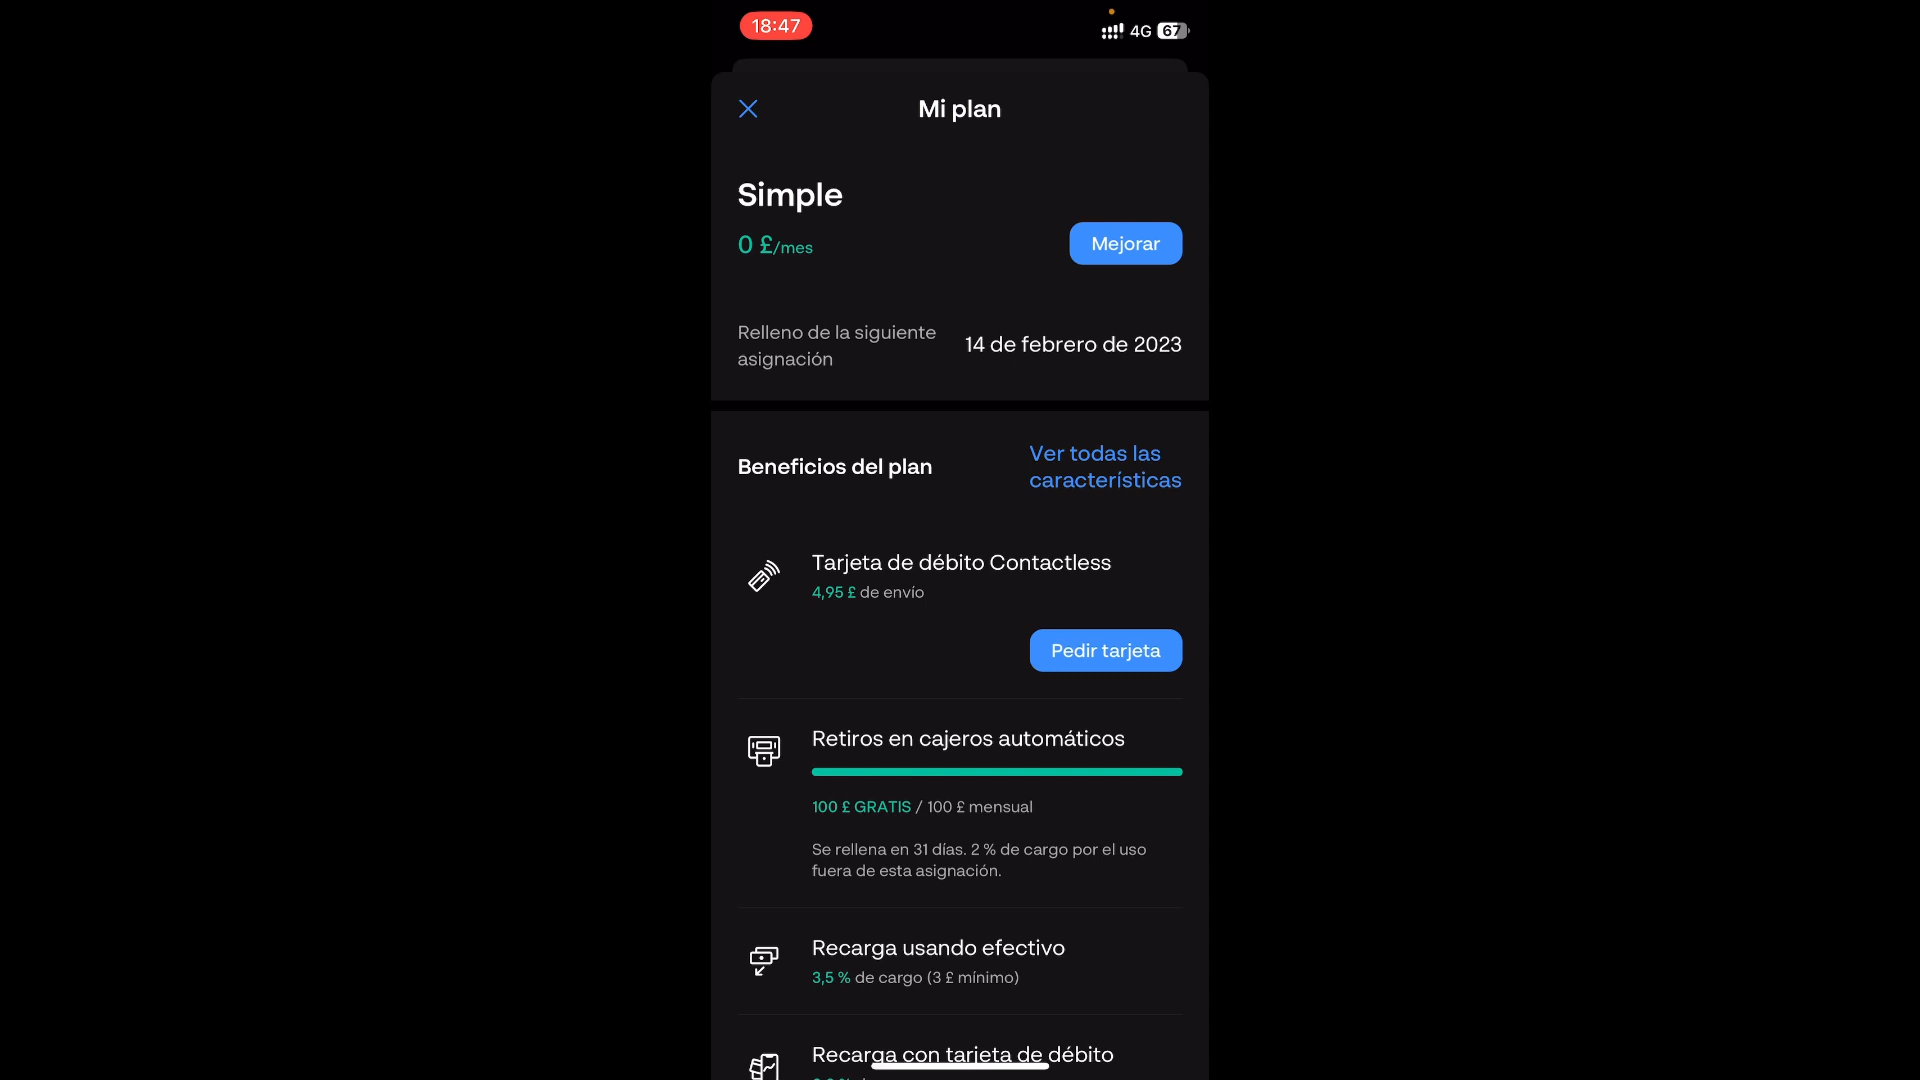 18:47
4G 67
Mi plan
Simple
0 £/mes
Mejorar
Relleno de la siguiente
asignación
14 de febrero de 2023
Beneficios del plan
Ver todas las
características
Tarjeta de débito Contactless
4,95 £ de envío
Pedir tarjeta
Retiros en cajeros automáticos
100 £ GRATIS / 100 £ mensual
Se rellena en 31 días. 2 % de cargo por el uso
fuera de esta asignación.
Recarga usando efectivo
3,5 % de cargo (3 £ mínimo)
Recarga con tarjeta de débito